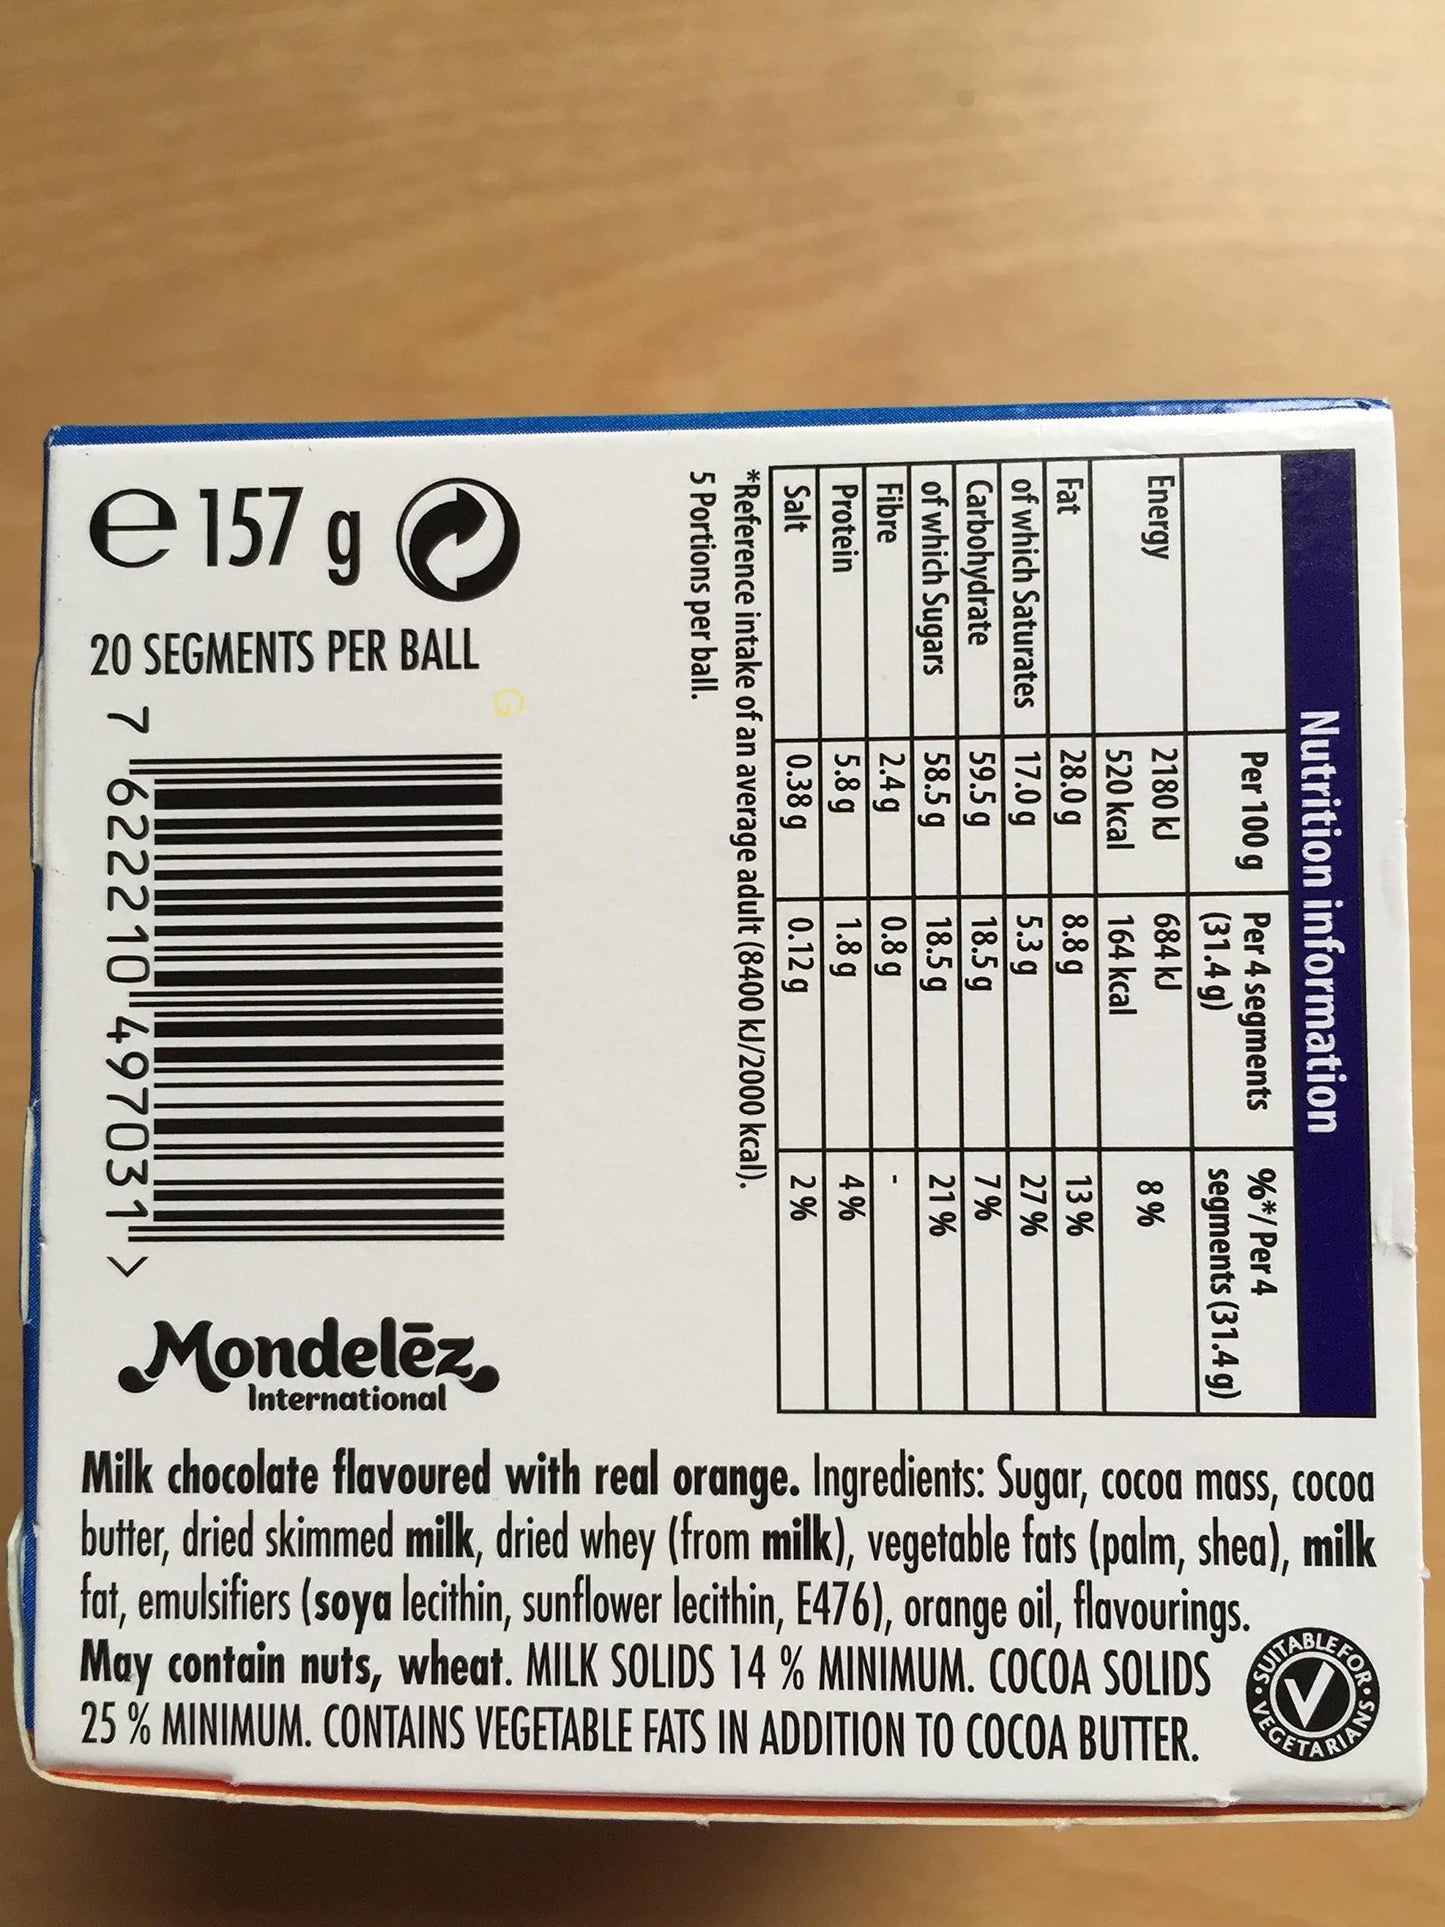 Nutrition information
Per 100 g Per 4 segments (31.4 g) %*/ Per 4 segments (31.4 g)
Energy 2180 kJ 684 kJ 8 %
520 kcal 164 kcal
Fat 28.0 g 8.8 g 13 %
of which Saturates 17.0 g 5.3 g 27 %
Carbohydrate 59.5 g 18.5 g 7 %
of which Sugars 58.5 g 18.5 g 21 %
Fibre 2.4 g 0.8 g -
Protein 5.8 g 1.8 g 4 %
Salt 0.38 g 0.12 g 2 %
*Reference intake of an average adult (8400 kJ/2000 kcal).
5 Portions per ball.
e 157 g
20 SEGMENTS PER BALL
G
7 622210 497031 >
Mondelēz
International
Milk chocolate flavoured with real orange. Ingredients: Sugar, cocoa mass, cocoa
butter, dried skimmed milk, dried whey (from milk), vegetable fats (palm, shea), milk
fat, emulsifiers (soya lecithin, sunflower lecithin, E476), orange oil, flavourings.
May contain nuts, wheat. MILK SOLIDS 14 % MINIMUM. COCOA SOLIDS
25 % MINIMUM. CONTAINS VEGETABLE FATS IN ADDITION TO COCOA BUTTER.
SUITABLE FOR VEGETARIANS